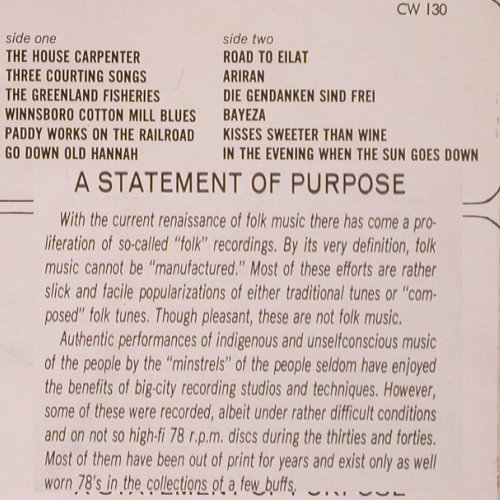 CW 130
side one
THE HOUSE CARPENTER
THREE COURTING SONGS
THE GREENLAND FISHERIES
WINNSBORO COTTON MILL BLUES
PADDY WORKS ON THE RAILROAD
GO DOWN OLD HANNAH
side two
ROAD TO EILAT
ARIRAN
DIE GENDANKEN SIND FREI
BAYEZA
KISSES SWEETER THAN WINE
IN THE EVENING WHEN THE SUN GOES DOWN
A STATEMENT OF PURPOSE
With the current renaissance of folk music there has come a pro-
liferation of so-called "folk" recordings. By its very definition, folk
music cannot be "manufactured." Most of these efforts are rather
slick and facile popularizations of either traditional tunes or "com-
posed" folk tunes. Though pleasant, these are not folk music.
Authentic performances of indigenous and unselfconscious music
of the people by the "minstrels" of the people seldom have enjoyed
the benefits of big-city recording studios and techniques. However,
some of these were recorded, albeit under rather difficult conditions
and on not so high-fi 78 r.p.m. discs during the thirties and forties.
Most of them have been out of print for years and exist only as well
worn 78's in the collections of a few buffs.
A STATEMENT OF PURPOSE